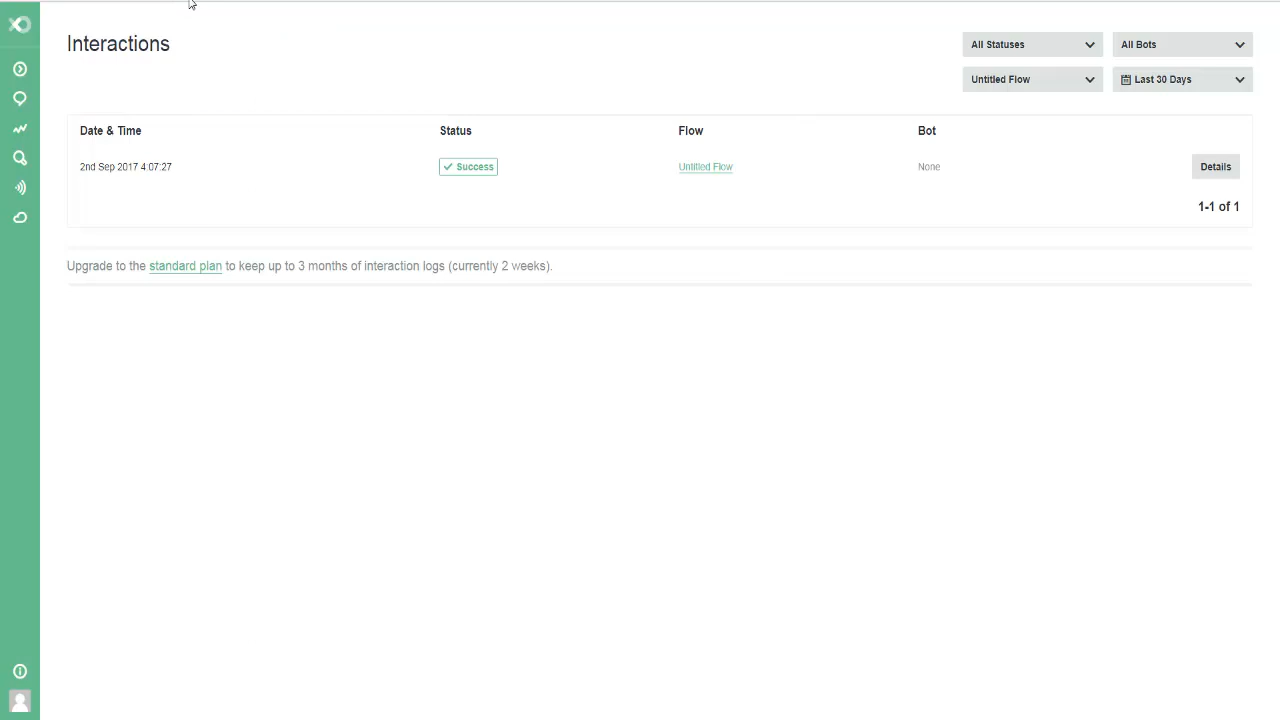 Interactions
All Statuses
All Bots
Untitled Flow
Last 30 Days
Date & Time Status Flow Bot
2nd Sep 2017 4:07:27 Success Untitled Flow None Details
1-1 of 1
Upgrade to the standard plan to keep up to 3 months of interaction logs (currently 2 weeks).